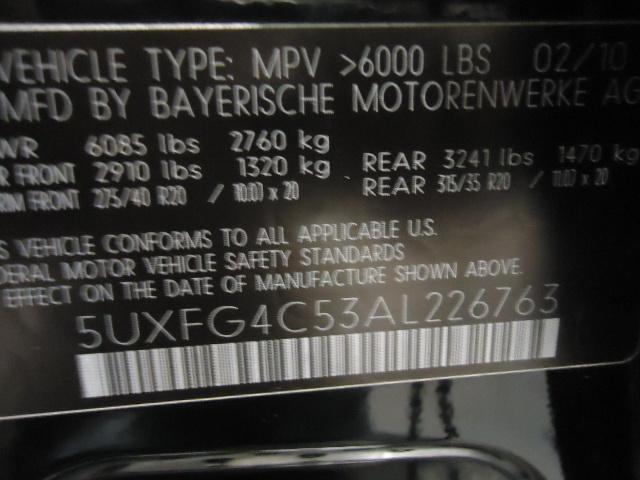 VEHICLE TYPE: MPV >6000 LBS 02/10
MFD BY BAYERISCHE MOTORENWERKE AG
WR 6085 lbs 2760 kg
R FRONT 2910 lbs 1320 kg REAR 3241 lbs 1470 kg
RIM FRONT 275/40 R20 / 10.0J x 20 REAR 315/35 R20 / 11.0J x 20
S VEHICLE CONFORMS TO ALL APPLICABLE U.S.
DERAL MOTOR VEHICLE SAFETY STANDARDS
EFFECT ON THE DATE OF MANUFACTURE SHOWN ABOVE.
5UXFG4C53AL226763